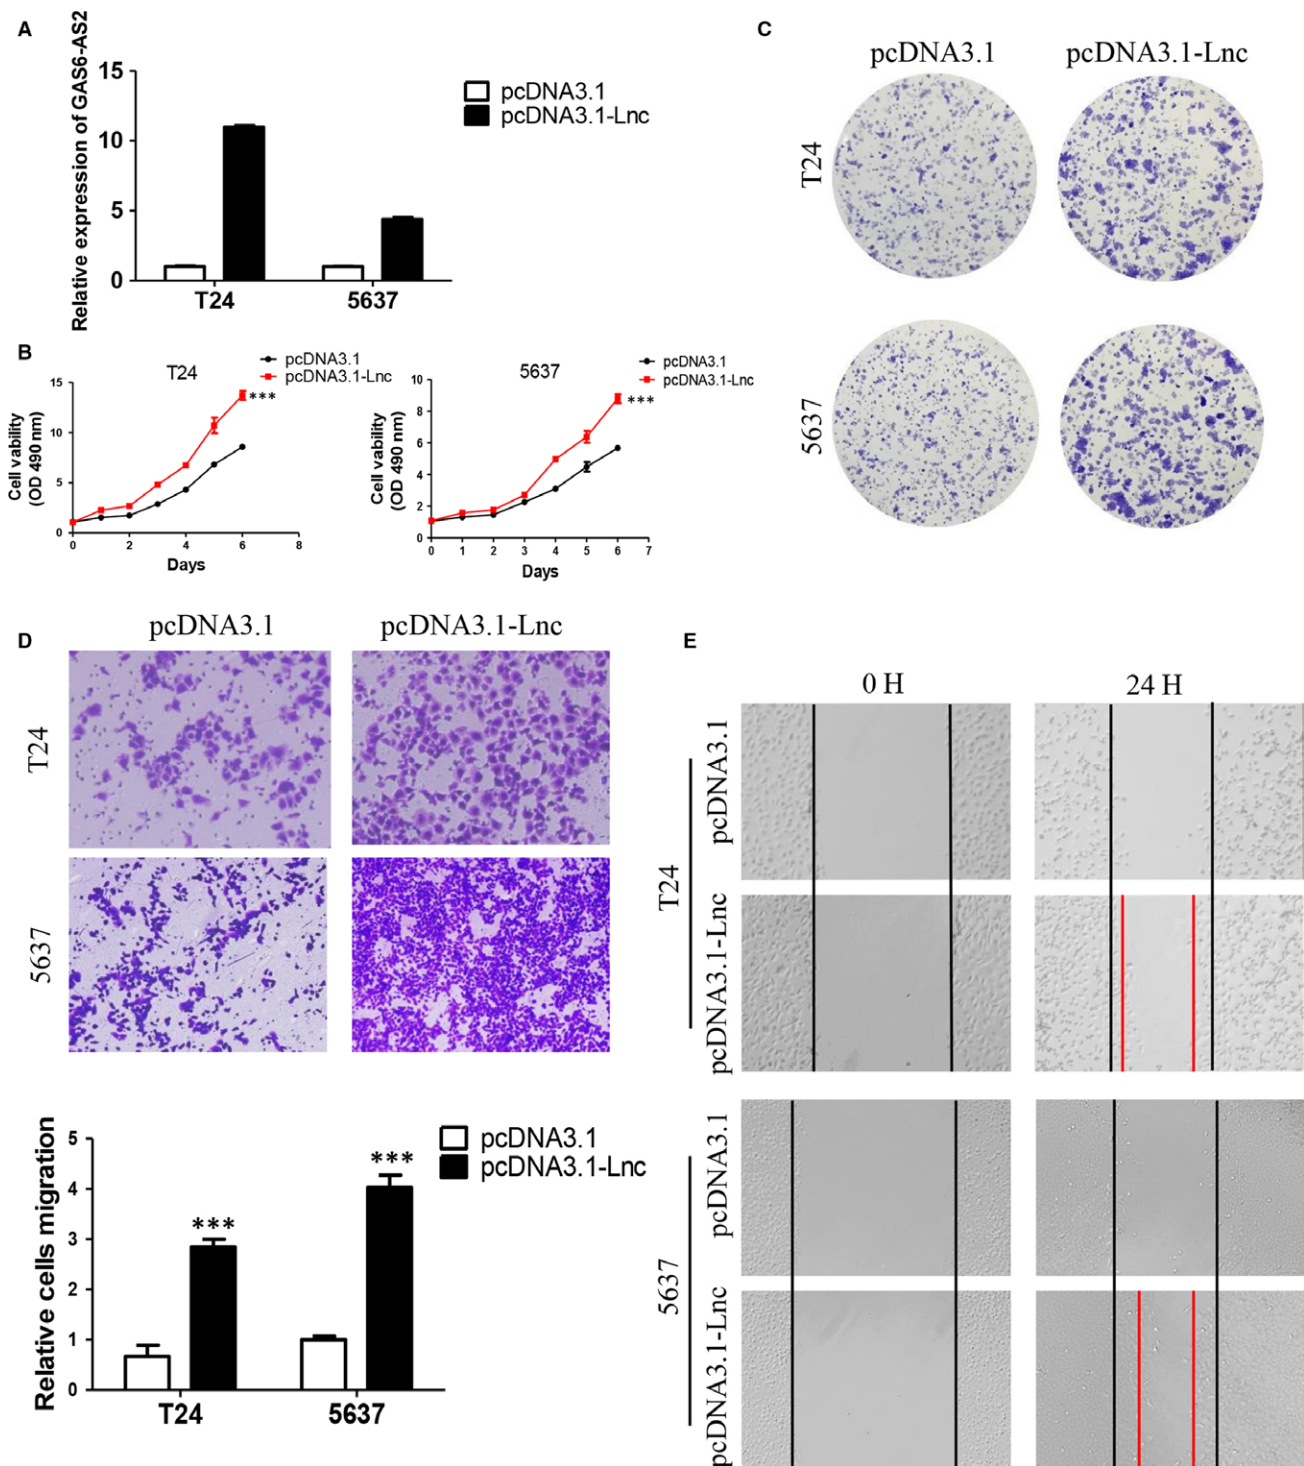 A
Relative expression of GAS6-AS2
15
10
5
0
T24
5637
pcDNA3.1
pcDNA3.1-Lnc
B
T24
pcDNA3.1
pcDNA3.1-Lnc
Cell vability
(OD 490 nm)
15
10
5
0
***
0 2 4 6 8
Days
5637
pcDNA3.1
pcDNA3.1-Lnc
Cell vability
(OD 490 nm)
10
8
6
4
2
0
***
0 1 2 3 4 5 6 7
Days
C
pcDNA3.1 pcDNA3.1-Lnc
T24
5637
D
pcDNA3.1 pcDNA3.1-Lnc
T24
5637
Relative cells migration
5
4
3
2
1
0
***
***
T24
5637
pcDNA3.1
pcDNA3.1-Lnc
E
0 H 24 H
T24
pcDNA3.1
pcDNA3.1-Lnc
5637
pcDNA3.1
pcDNA3.1-Lnc